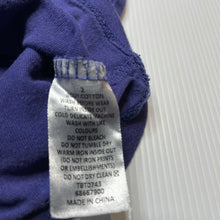 2
100% COTTON
WASH BEFORE WEAR
TURN INSIDE OUT
COLD DELICATE MACHINE
WASH WITH LIKE
COLOURS
DO NOT BLEACH
DO NOT TUMBLE DRY
WARM IRON INSIDE OUT
(DO NOT IRON PRINTS
OR EMBELLISHMENTS)
DO NOT DRY CLEAN
TBT0743
68667900
MADE IN CHINA